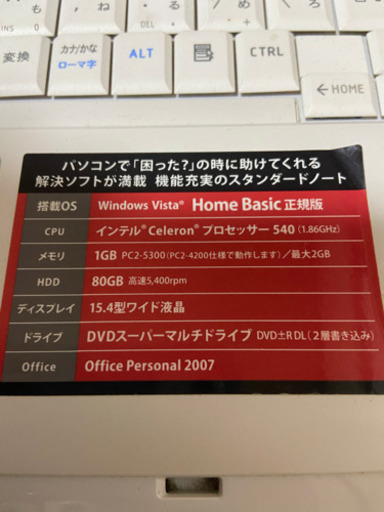 も
ね
る
め
ろ
INS
DEL
変換
カナ/かな
ローマ字
ALT
CTRL
←HOME
パソコンで「困った?」の時に助けてくれる
解決ソフトが満載 機能充実のスタンダードノート
搭載OS Windows Vista® Home Basic 正規版
CPU インテル® Celeron® プロセッサー 540 (1.86GHz)
メモリ 1GB PC2-5300(PC2-4200仕様で動作します)/最大2GB
HDD 80GB 高速5,400rpm
ディスプレイ 15.4型ワイド液晶
ドライブ DVDスーパーマルチドライブ DVD±R DL(2層書き込み)
Office Office Personal 2007